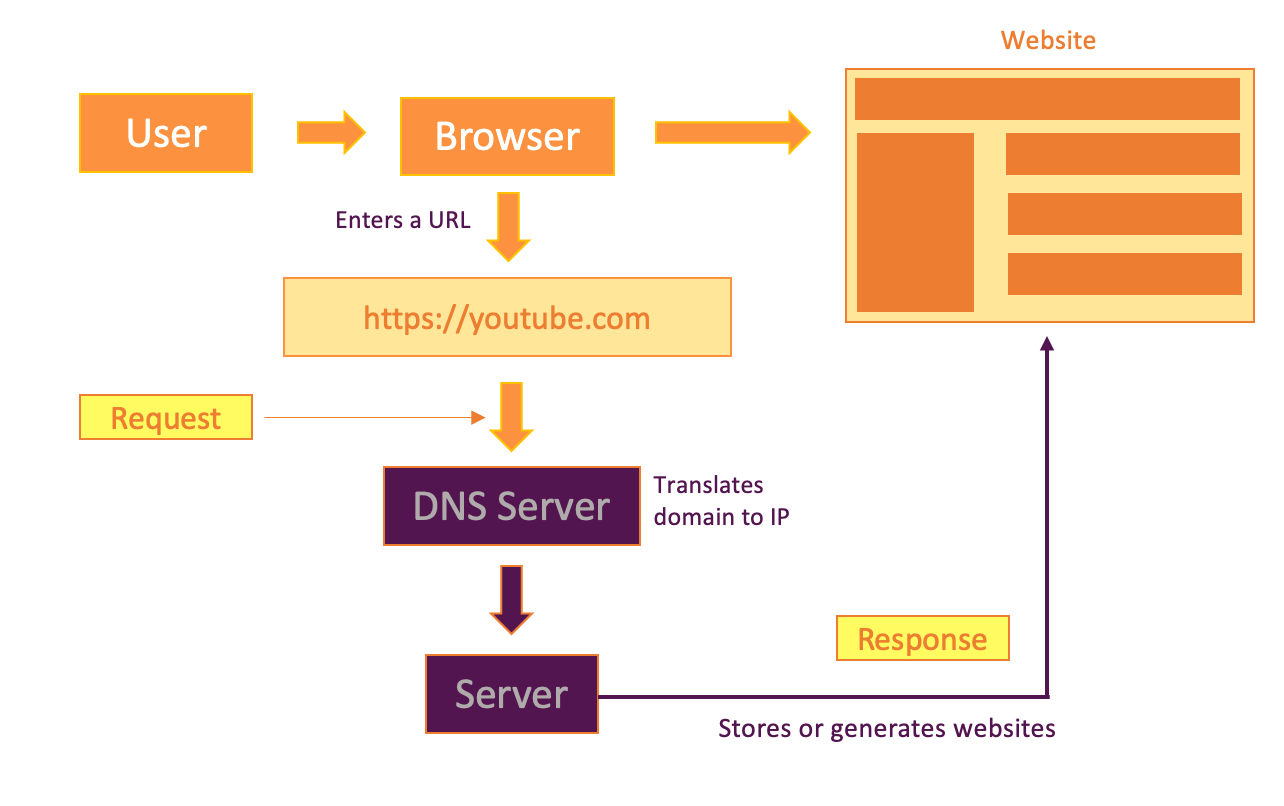 Website
User
Browser
Enters a URL
https://youtube.com
Request
DNS Server
Translates
domain to IP
Response
Server
Stores or generates websites